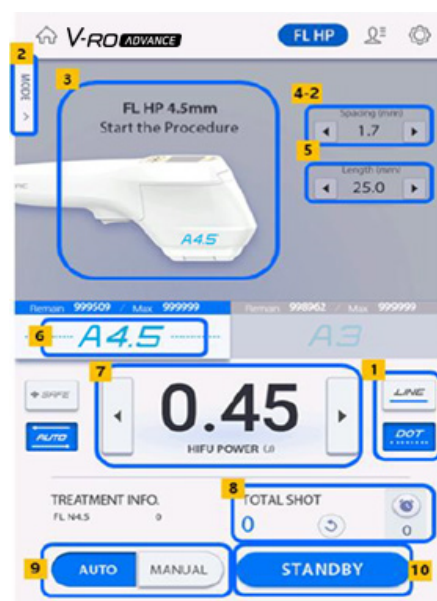 V-RO ADVANCE
FL HP
2
MODE
3
FL HP 4.5mm
Start the Procedure
A4.5
4-2
Spacing (mm)
1.7
5
Length (mm)
25.0
Remain 999509 / Max 999999
Remain 998962 / Max 999999
6
A4.5
A3
7
0.45
HIFU POWER (J)
1
SAFE
AUTO
LINE
DOT
TREATMENT INFO.
FL N4.5 0
8
TOTAL SHOT
0
0
9
AUTO
MANUAL
STANDBY
10